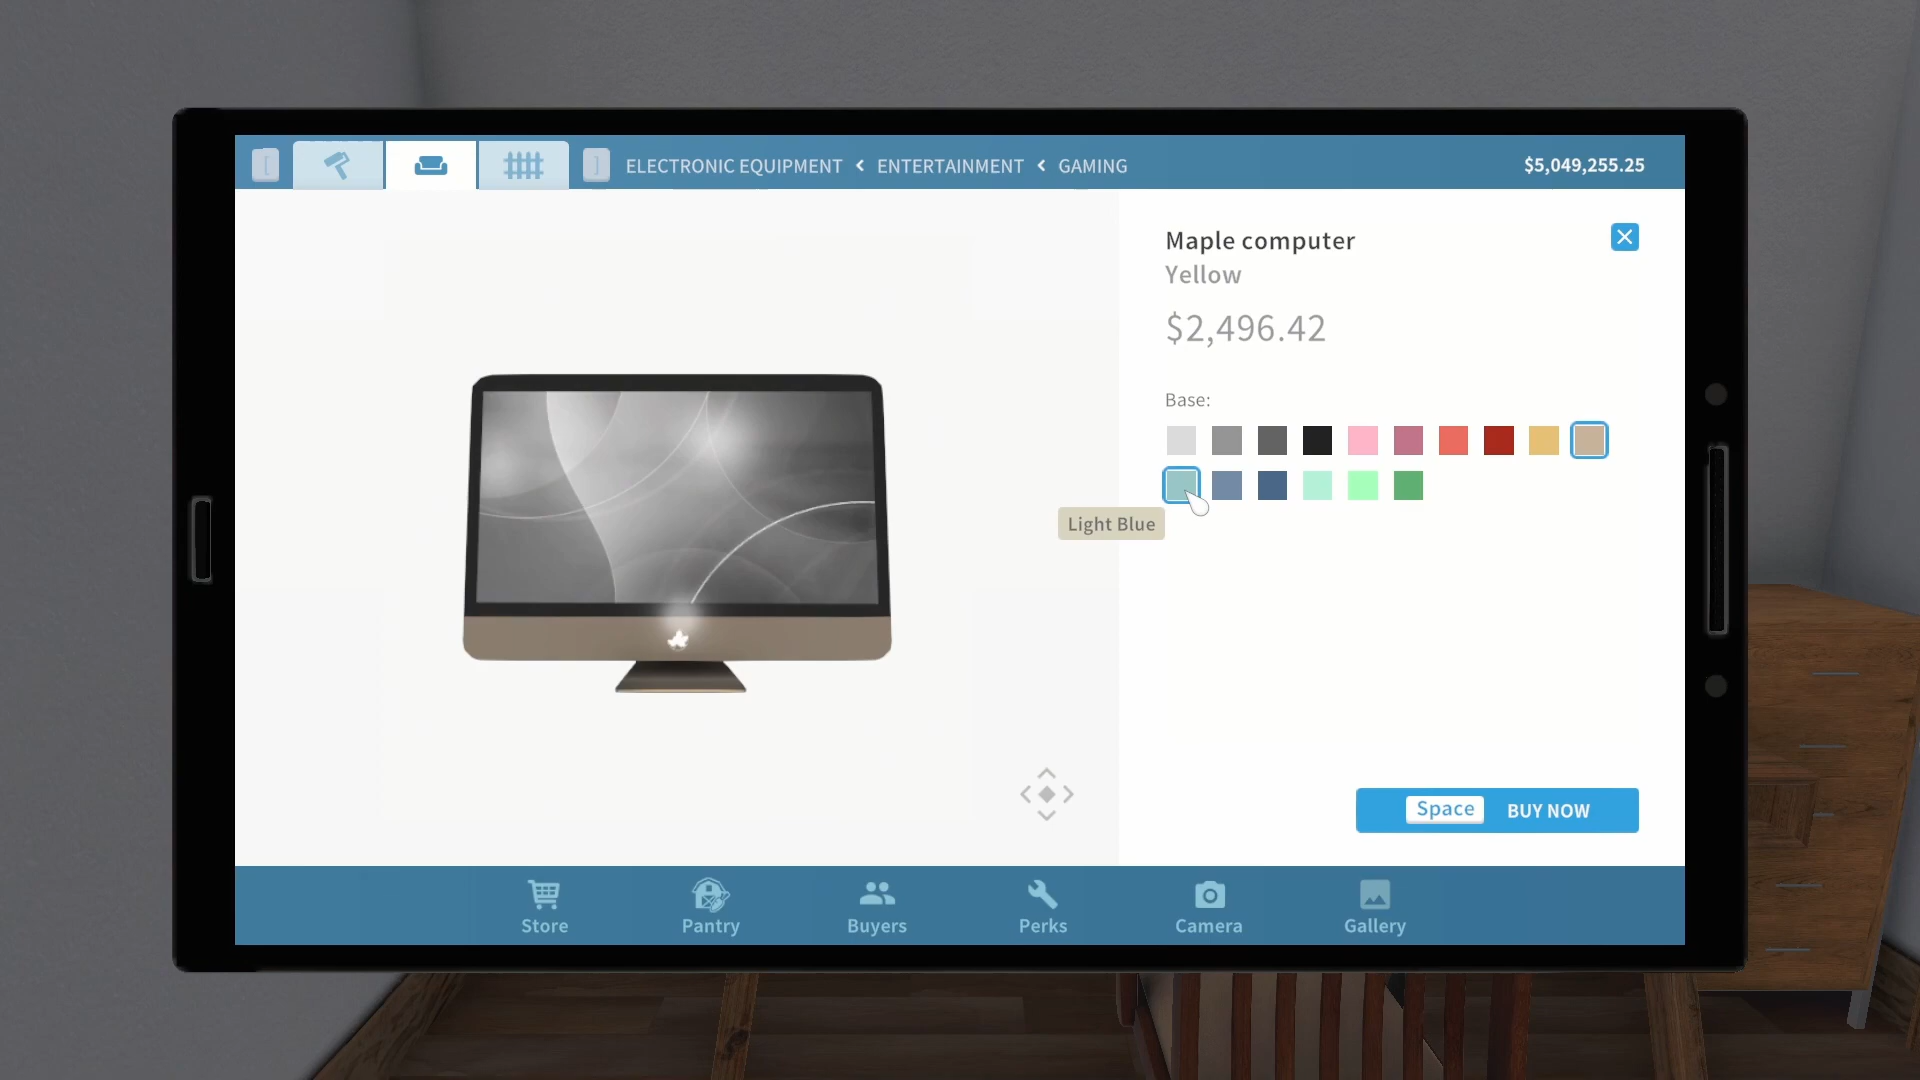 [
]
ELECTRONIC EQUIPMENT < ENTERTAINMENT < GAMING
$5,049,255.25
Maple computer
Yellow
$2,496.42
Base:
Light Blue
Space BUY NOW
Store
Pantry
Buyers
Perks
Camera
Gallery